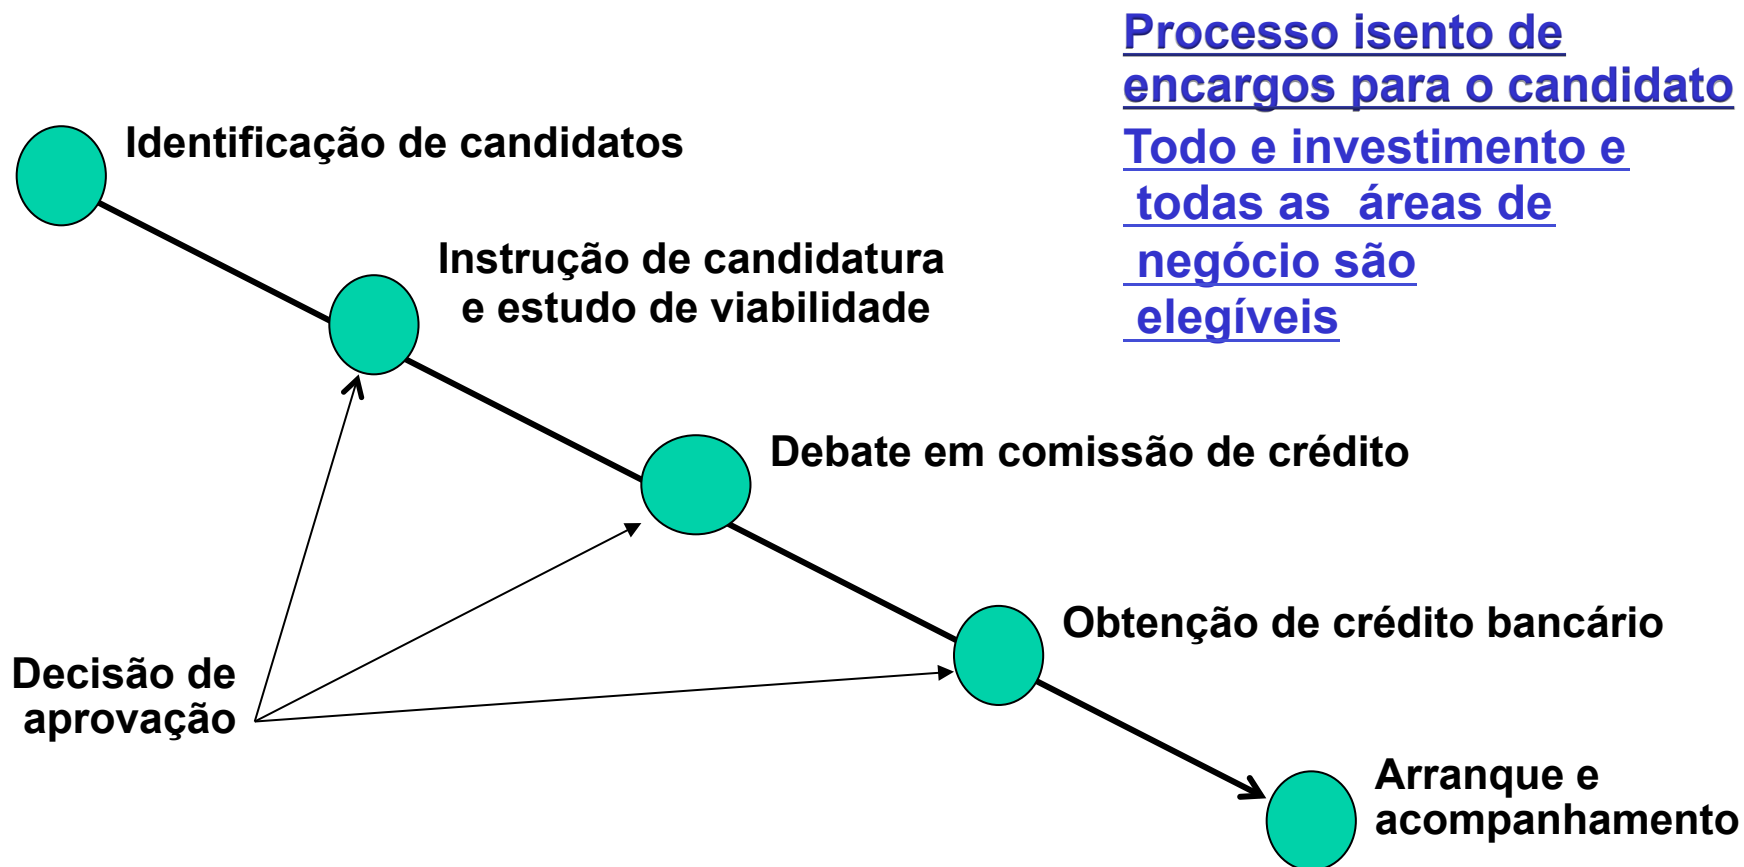 Processo isento de
encargos para o candidato
Todo e investimento e
todas as áreas de
negócio são
elegíveis
Identificação de candidatos
Instrução de candidatura
e estudo de viabilidade
Debate em comissão de crédito
Obtenção de crédito bancário
Decisão de
aprovação
Arranque e
acompanhamento